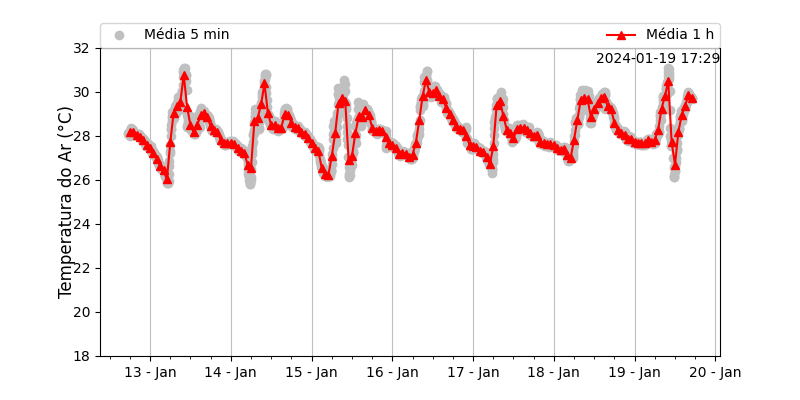 Média 5 min
Média 1 h
2024-01-19 17:29
Temperatura do Ar (°C)
32
30
28
26
24
22
20
18
13 - Jan
14 - Jan
15 - Jan
16 - Jan
17 - Jan
18 - Jan
19 - Jan
20 - Jan